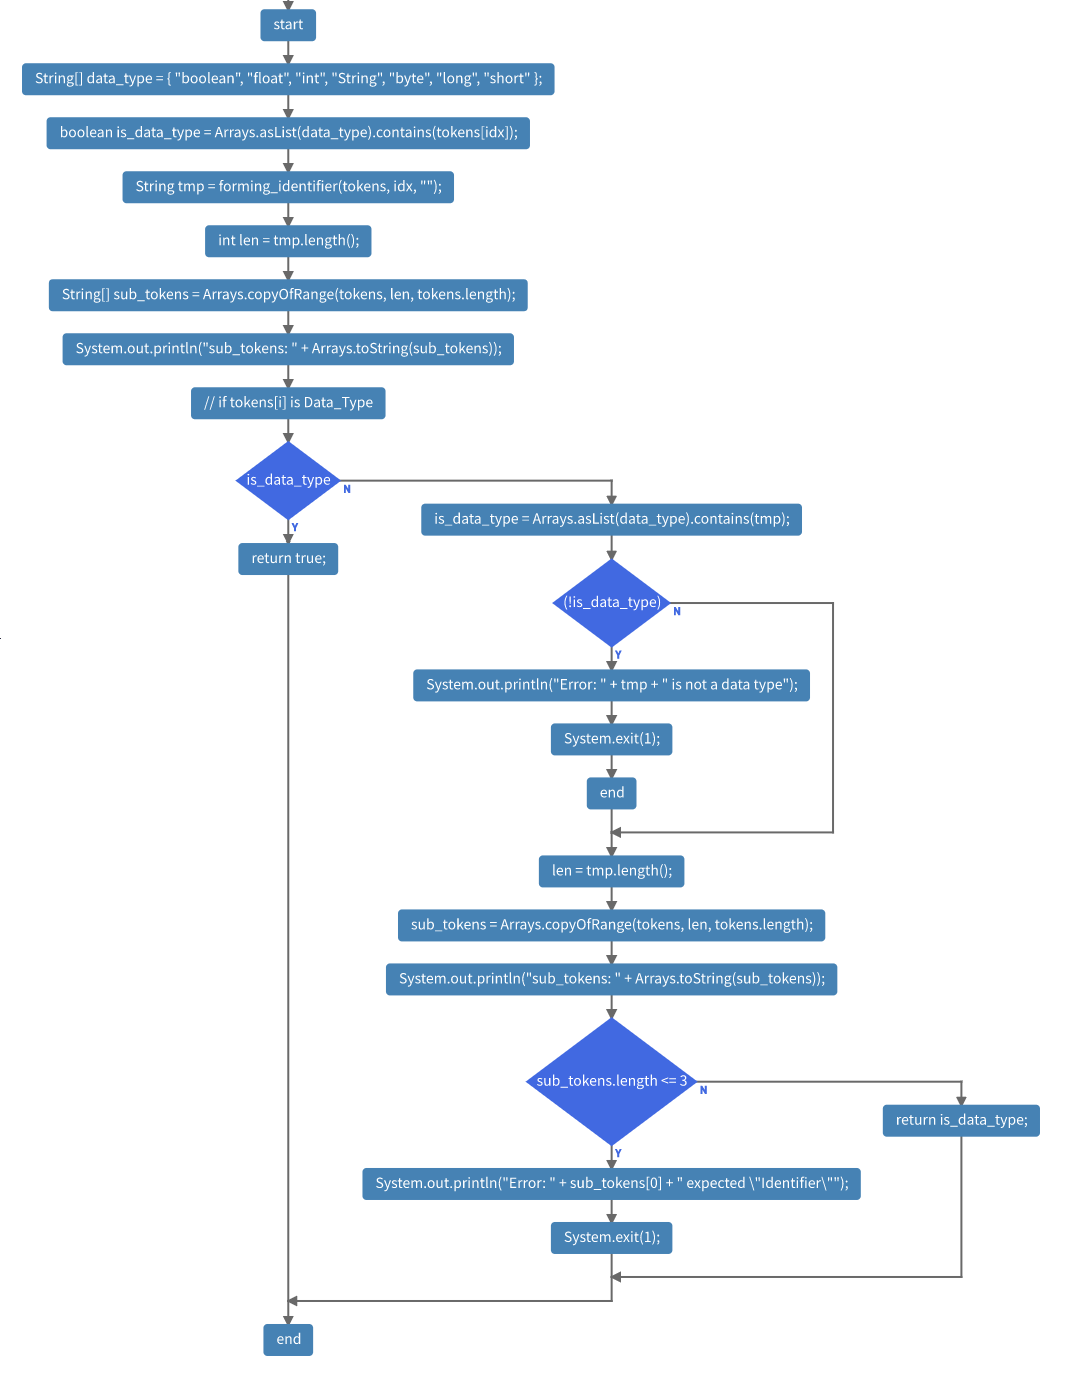 start
String[] data_type = { "boolean", "float", "int", "String", "byte", "long", "short" };
boolean is_data_type = Arrays.asList(data_type).contains(tokens[idx]);
String tmp = forming_identifier(tokens, idx, "");
int len = tmp.length();
String[] sub_tokens = Arrays.copyOfRange(tokens, len, tokens.length);
System.out.println("sub_tokens: " + Arrays.toString(sub_tokens));
// if tokens[i] is Data_Type
is_data_type
N
Y
return true;
is_data_type = Arrays.asList(data_type).contains(tmp);
(!is_data_type)
N
Y
System.out.println("Error: " + tmp + " is not a data type");
System.exit(1);
end
len = tmp.length();
sub_tokens = Arrays.copyOfRange(tokens, len, tokens.length);
System.out.println("sub_tokens: " + Arrays.toString(sub_tokens));
sub_tokens.length <= 3
N
Y
return is_data_type;
System.out.println("Error: " + sub_tokens[0] + " expected \"Identifier\"");
System.exit(1);
end